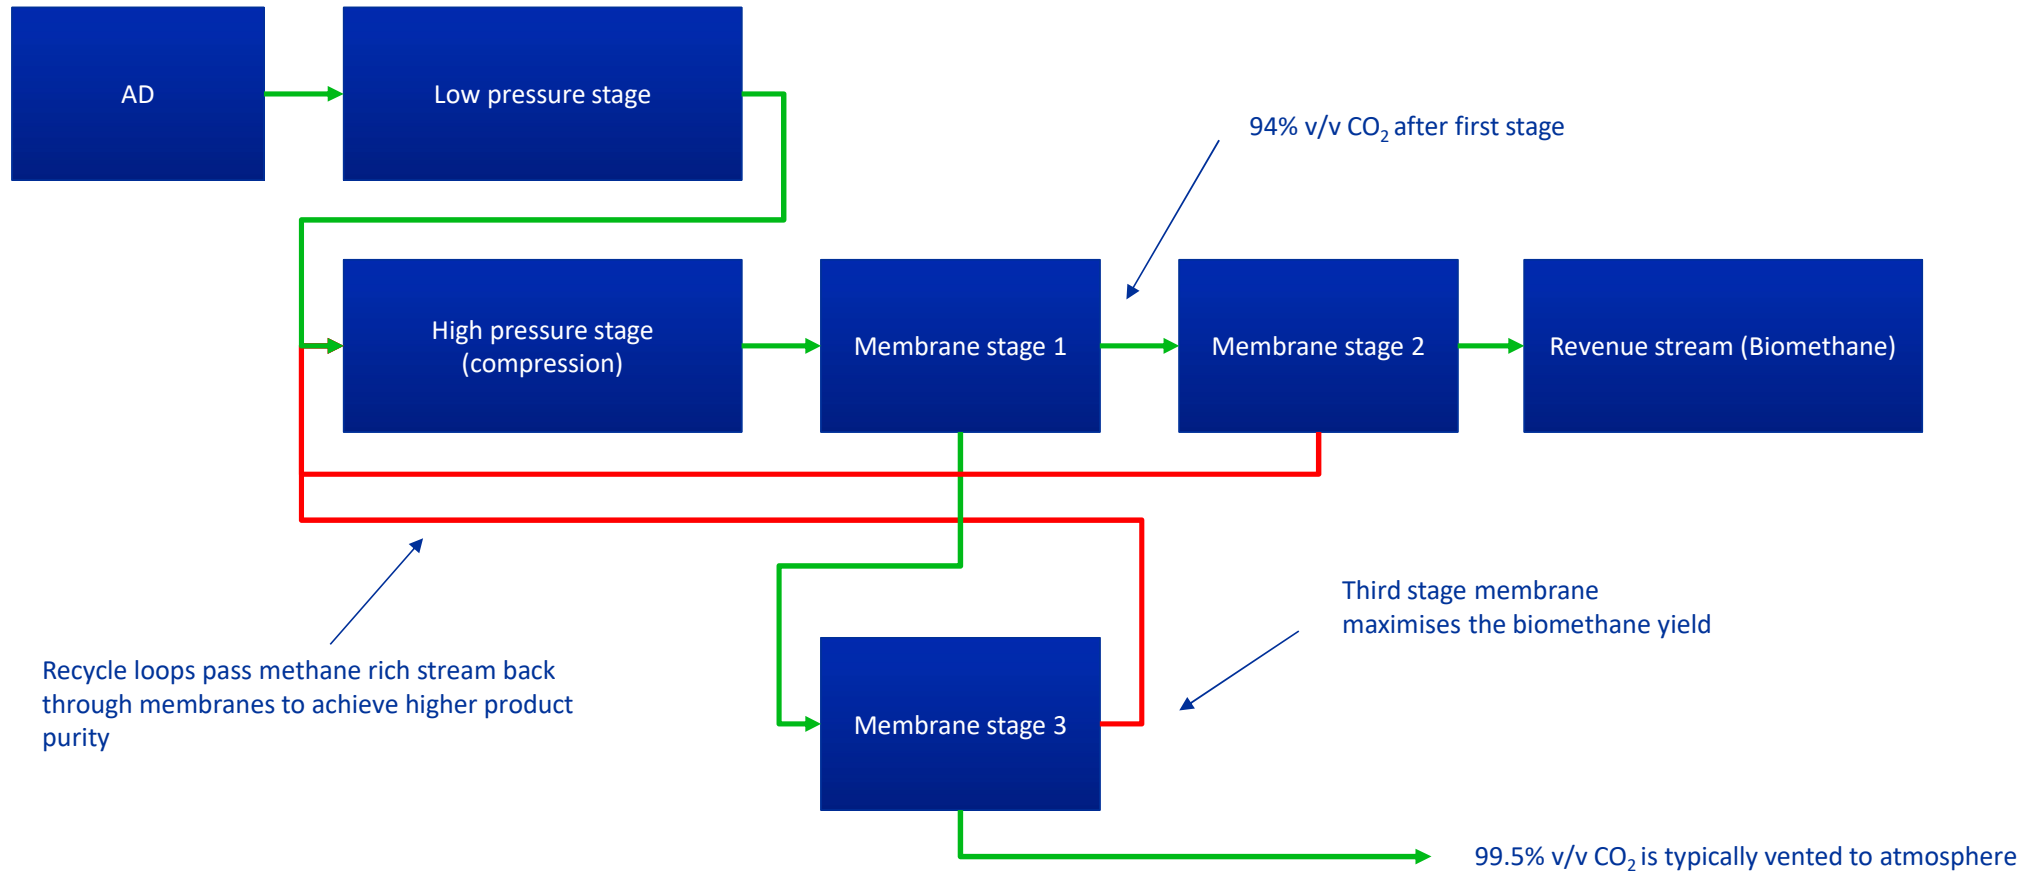 AD
Low pressure stage
94% v/v CO₂ after first stage
High pressure stage
(compression)
Membrane stage 1
Membrane stage 2
Revenue stream (Biomethane)
Third stage membrane
maximises the biomethane yield
Recycle loops pass methane rich stream back
through membranes to achieve higher product
purity
Membrane stage 3
99.5% v/v CO₂ is typically vented to atmosphere